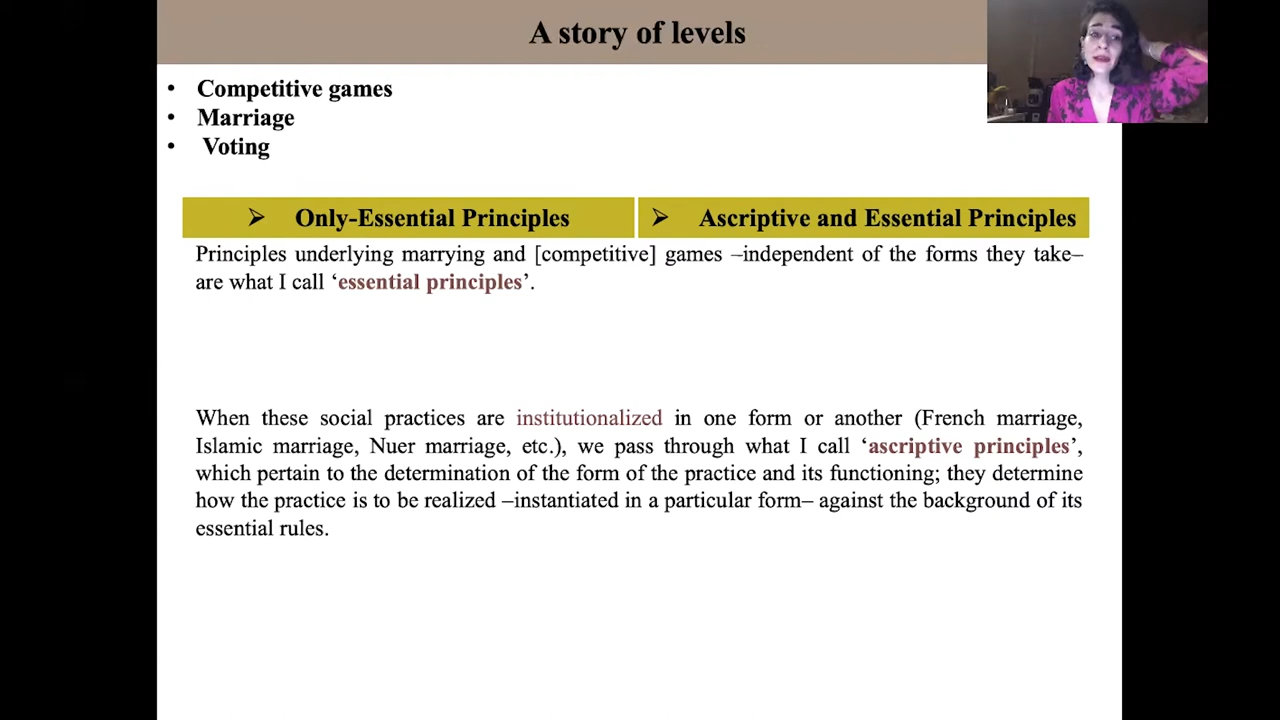 A story of levels
• Competitive games
• Marriage
• Voting
➢ Only-Essential Principles
➢ Ascriptive and Essential Principles
Principles underlying marrying and [competitive] games –independent of the forms they take–
are what I call ‘essential principles’.
When these social practices are institutionalized in one form or another (French marriage,
Islamic marriage, Nuer marriage, etc.), we pass through what I call ‘ascriptive principles’,
which pertain to the determination of the form of the practice and its functioning; they determine
how the practice is to be realized –instantiated in a particular form– against the background of its
essential rules.